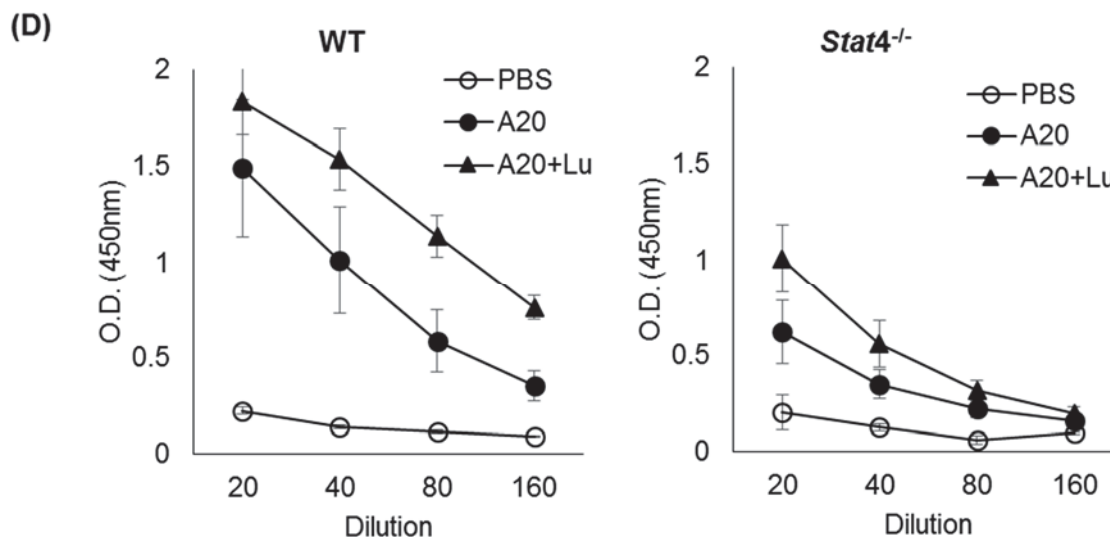 (D)
WT
PBS
A20
A20+Lu
2
1.5
1
0.5
0
O.D. (450nm)
20 40 80 160
Dilution
Stat4-/-
PBS
A20
A20+Lu
2
1.5
1
0.5
0
O.D. (450nm)
20 40 80 160
Dilution